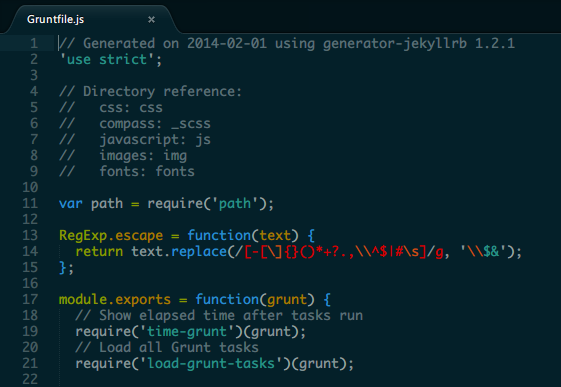 Gruntfile.js ×
1 // Generated on 2014-02-01 using generator-jekyllrb 1.2.1
2 'use strict';
3
4 // Directory reference:
5 //   css: css
6 //   compass: _scss
7 //   javascript: js
8 //   images: img
9 //   fonts: fonts
10
11 var path = require('path');
12
13 RegExp.escape = function(text) {
14   return text.replace(/[-[\]{}()*+?.,\\^$|#\s]/g, '\\$&');
15 };
16
17 module.exports = function(grunt) {
18   // Show elapsed time after tasks run
19   require('time-grunt')(grunt);
20   // Load all Grunt tasks
21   require('load-grunt-tasks')(grunt);
22